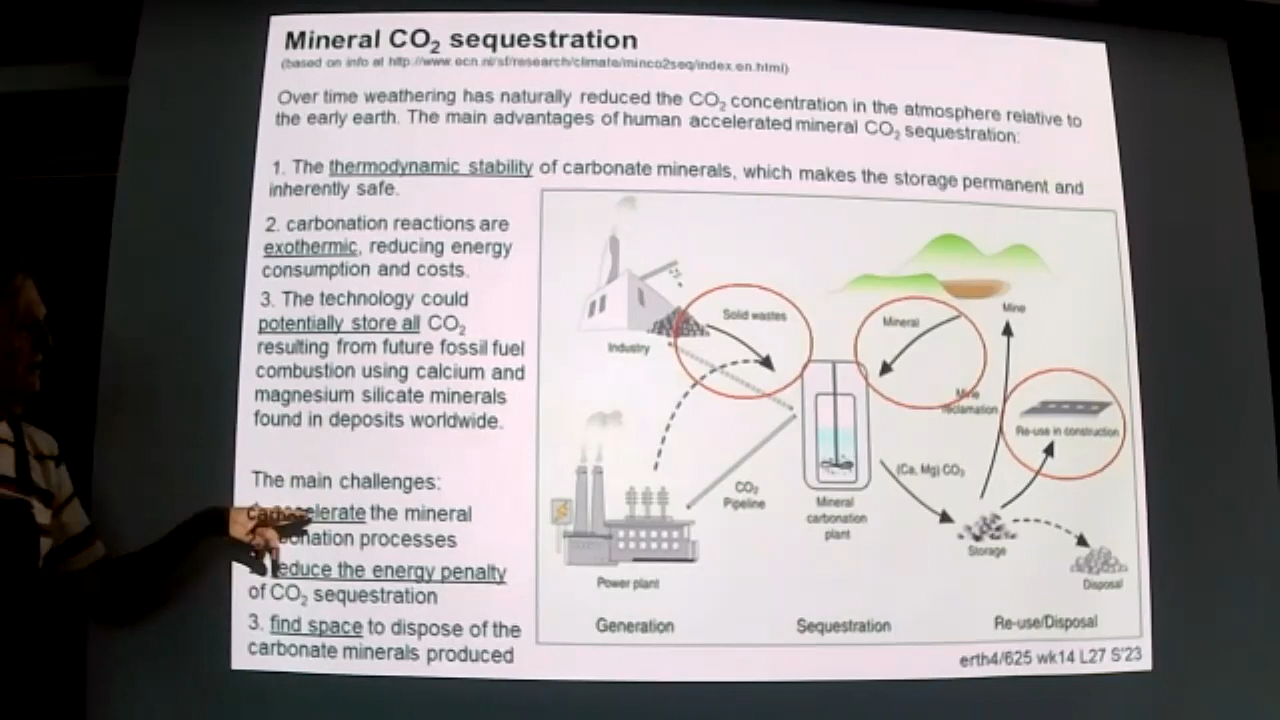 Mineral CO₂ sequestration
(based on info at http://www.ecn.nl/sf/research/climate/minco2seq/index.en.html)
Over time weathering has naturally reduced the CO₂ concentration in the atmosphere relative to
the early earth. The main advantages of human accelerated mineral CO₂ sequestration:
1. The thermodynamic stability of carbonate minerals, which makes the storage permanent and
inherently safe.
2. carbonation reactions are
exothermic, reducing energy
consumption and costs.
3. The technology could
potentially store all CO₂
resulting from future fossil fuel
combustion using calcium and
magnesium silicate minerals
found in deposits worldwide.
The main challenges:
the mineral
processes
reduce the energy penalty
of CO₂ sequestration
3. find space to dispose of the
carbonate minerals produced
Solid wastes
Industry
Mineral
Mine
Mine
reclamation
Re-use in construction
(Ca, Mg) CO₃
CO₂
Pipeline
Mineral
carbonation
plant
Storage
Disposal
Power plant
Generation
Sequestration
Re-use/Disposal
erth4/625 wk14 L27 S'23